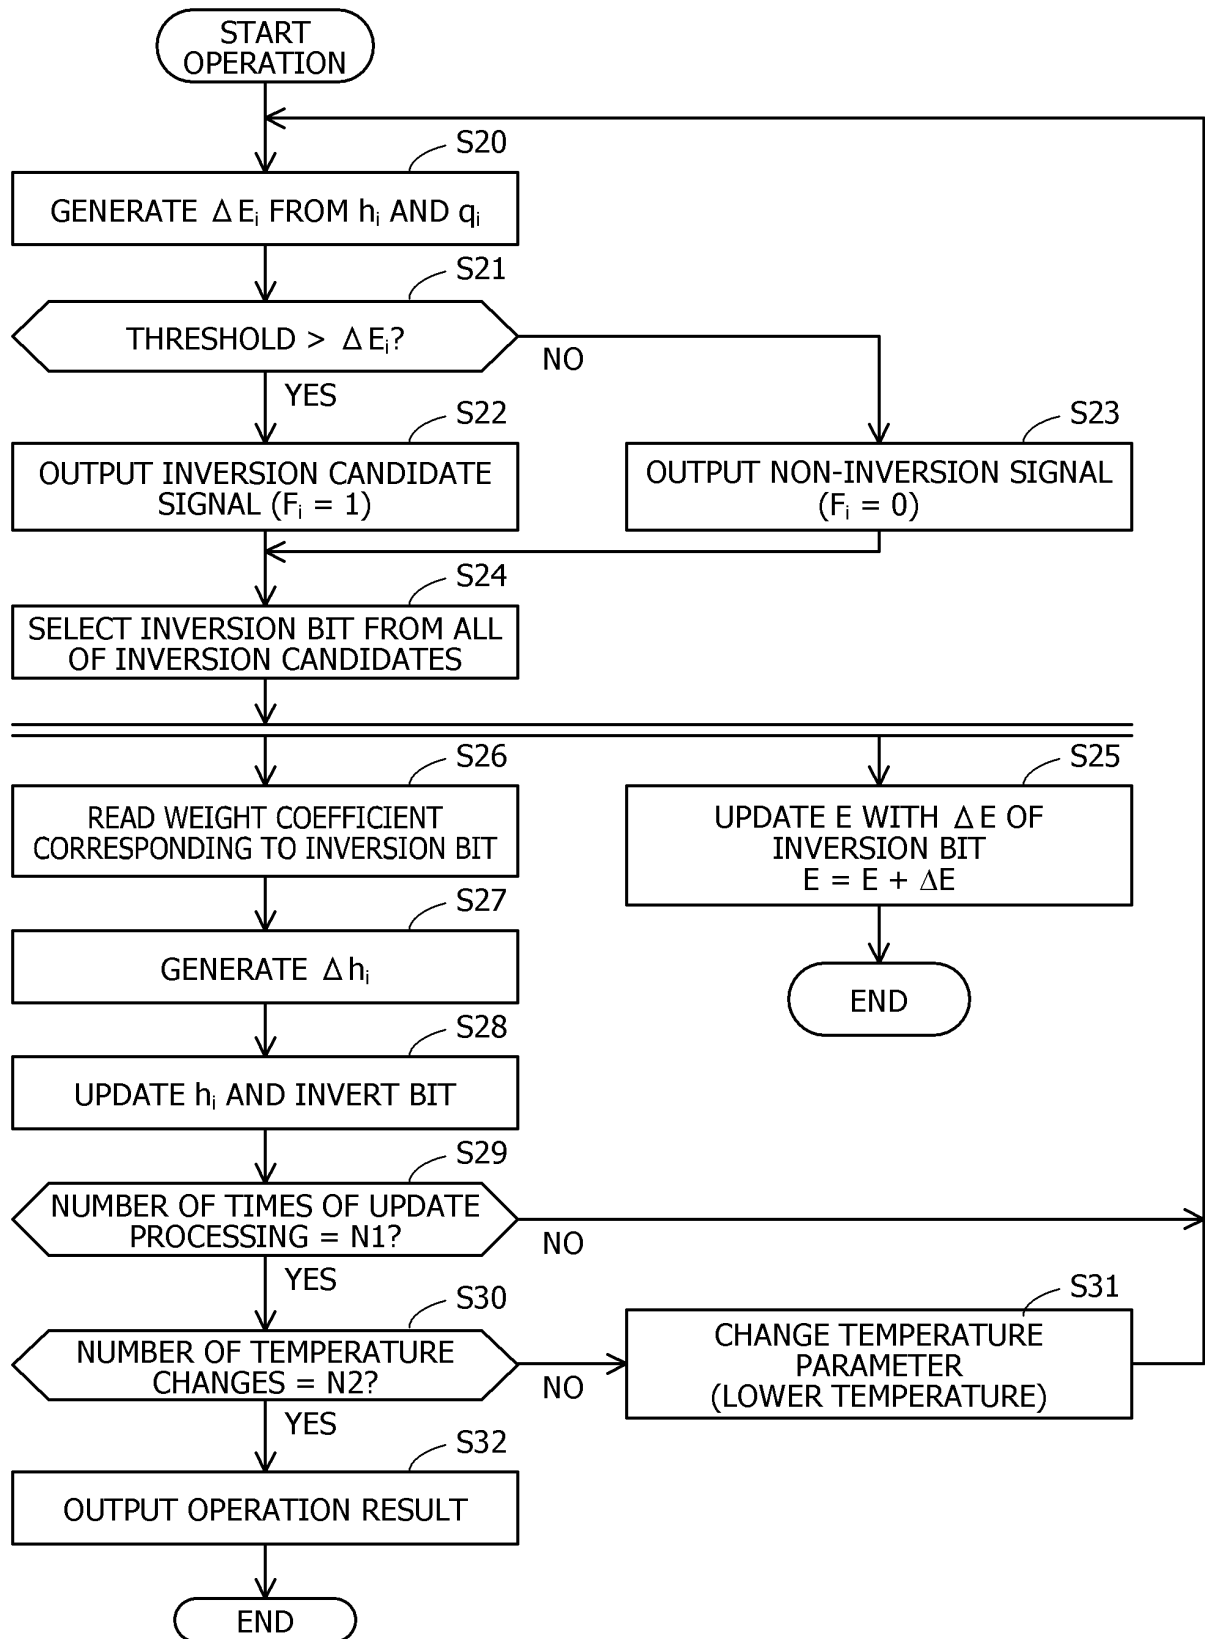 START
OPERATION
S20
GENERATE ΔEᵢ FROM hᵢ AND qᵢ
S21
THRESHOLD > ΔEᵢ?
NO
YES
S22
OUTPUT INVERSION CANDIDATE
SIGNAL (Fᵢ = 1)
S23
OUTPUT NON-INVERSION SIGNAL
(Fᵢ = 0)
S24
SELECT INVERSION BIT FROM ALL
OF INVERSION CANDIDATES
S26
READ WEIGHT COEFFICIENT
CORRESPONDING TO INVERSION BIT
S25
UPDATE E WITH ΔE OF
INVERSION BIT
E = E + ΔE
S27
GENERATE Δhᵢ
END
S28
UPDATE hᵢ AND INVERT BIT
S29
NUMBER OF TIMES OF UPDATE
PROCESSING = N1?
NO
YES
S30
NUMBER OF TEMPERATURE
CHANGES = N2?
NO
YES
S31
CHANGE TEMPERATURE
PARAMETER
(LOWER TEMPERATURE)
S32
OUTPUT OPERATION RESULT
END